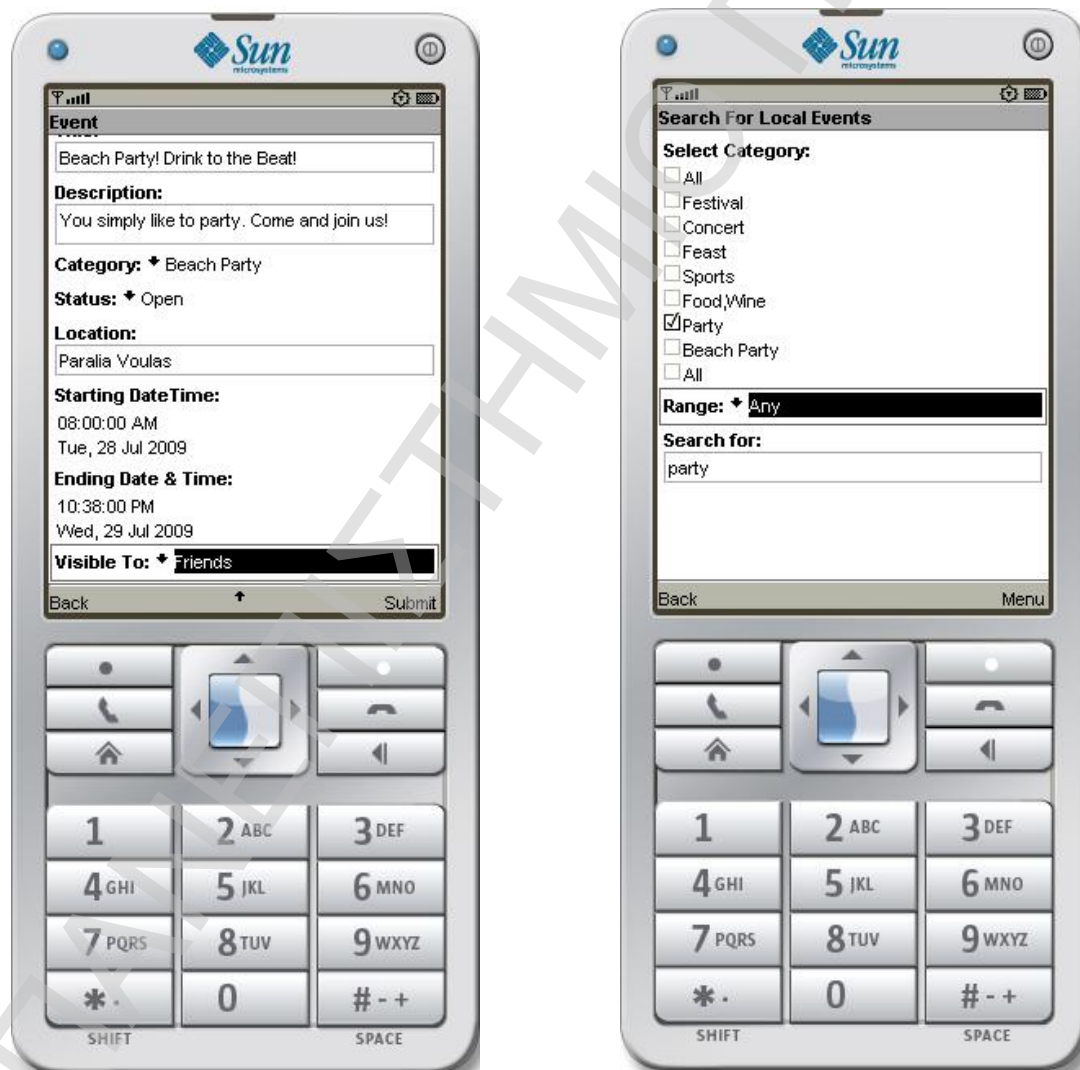 Sun
microsystems
Event
Title:
Beach Party! Drink to the Beat!
Description:
You simply like to party. Come and join us!
Category: Beach Party
Status: Open
Location:
Paralia Voulas
Starting DateTime:
08:00:00 AM
Tue, 28 Jul 2009
Ending Date & Time:
10:38:00 PM
Wed, 29 Jul 2009
Visible To: Friends
Back
Submit
1
2 ABC
3 DEF
4 GHI
5 JKL
6 MNO
7 PQRS
8 TUV
9 WXYZ
* .
0
# - +
SHIFT
SPACE
Sun
microsystems
Search For Local Events
Select Category:
All
Festival
Concert
Feast
Sports
Food,Wine
Party
Beach Party
All
Range: Any
Search for:
party
Back
Menu
1
2 ABC
3 DEF
4 GHI
5 JKL
6 MNO
7 PQRS
8 TUV
9 WXYZ
* .
0
# - +
SHIFT
SPACE